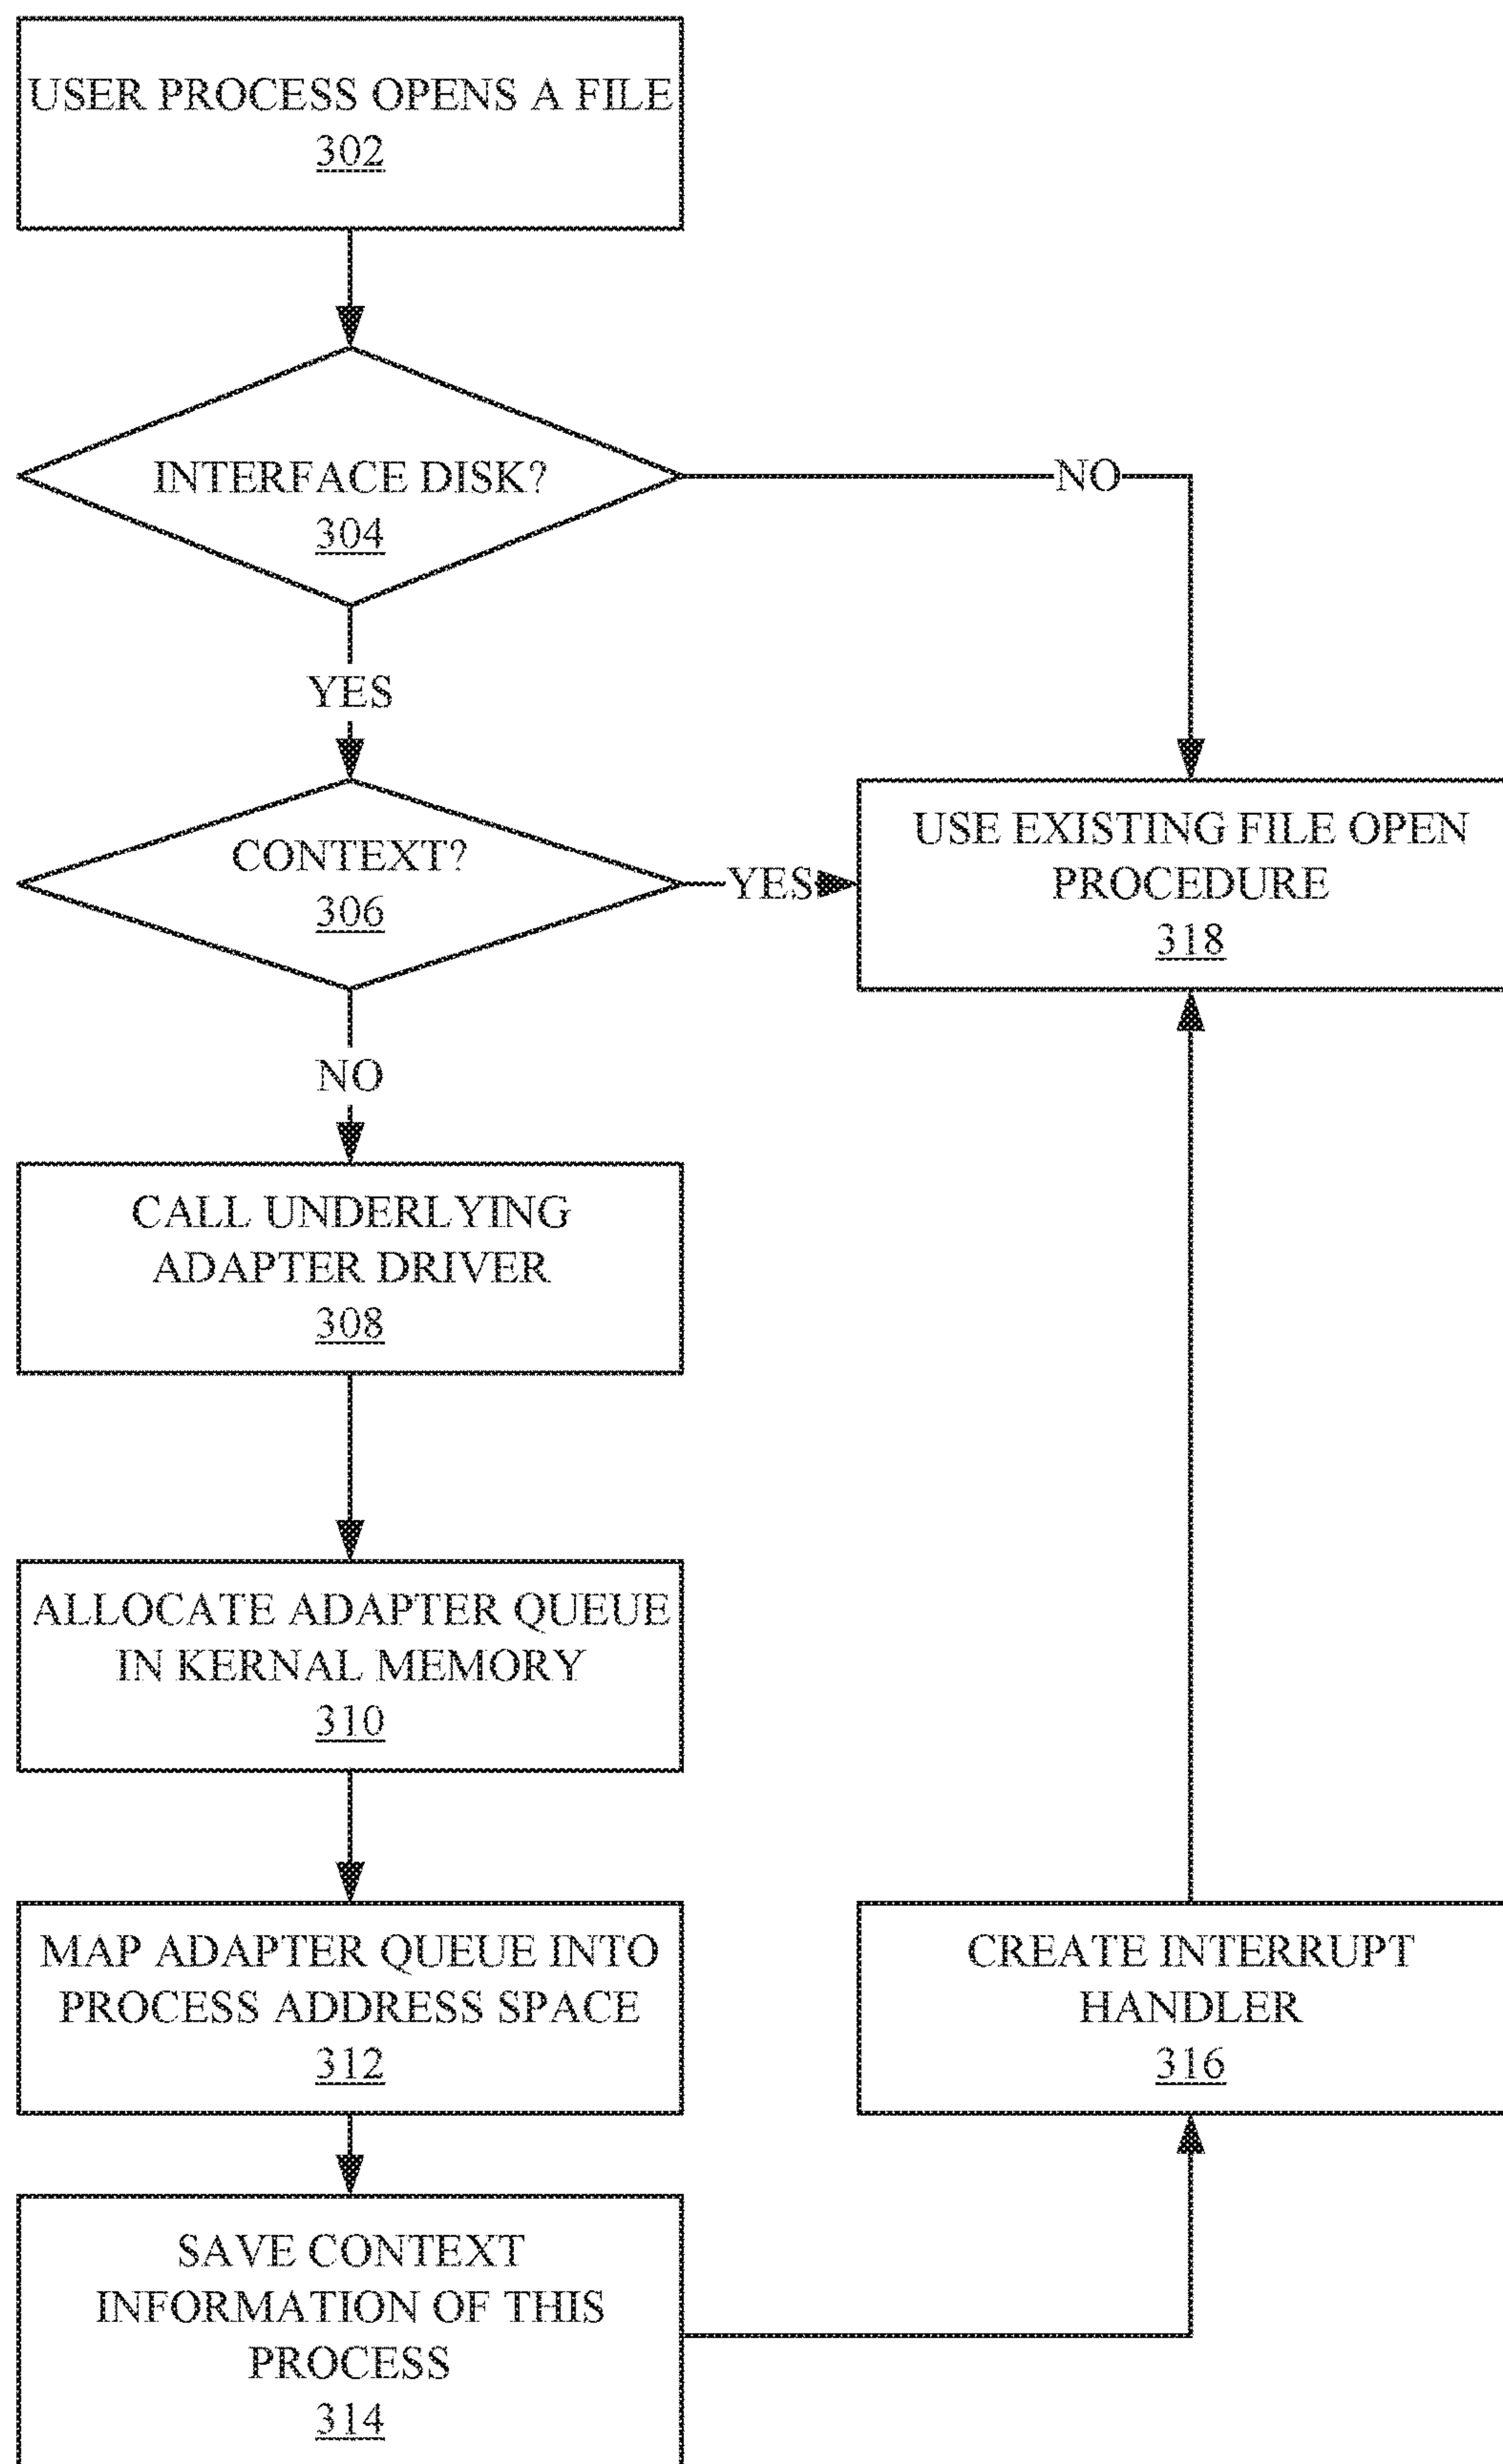 USER PROCESS OPENS A FILE
302
INTERFACE DISK?
304
NO
YES
CONTEXT?
306
YES
USE EXISTING FILE OPEN
PROCEDURE
318
NO
CALL UNDERLYING
ADAPTER DRIVER
308
ALLOCATE ADAPTER QUEUE
IN KERNAL MEMORY
310
MAP ADAPTER QUEUE INTO
PROCESS ADDRESS SPACE
312
CREATE INTERRUPT
HANDLER
316
SAVE CONTEXT
INFORMATION OF THIS
PROCESS
314